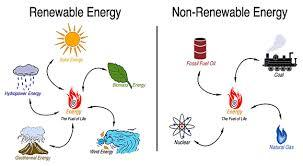 Renewable Energy
Non-Renewable Energy
Solar Energy
Fossil Fuel Oil
Coal
Hydopower Energy
Biomass Energy
Energy
The Fuel of Life
Energy
The Fuel of Life
Geothermal Energy
Wind Energy
Nuclear
Natural Gas